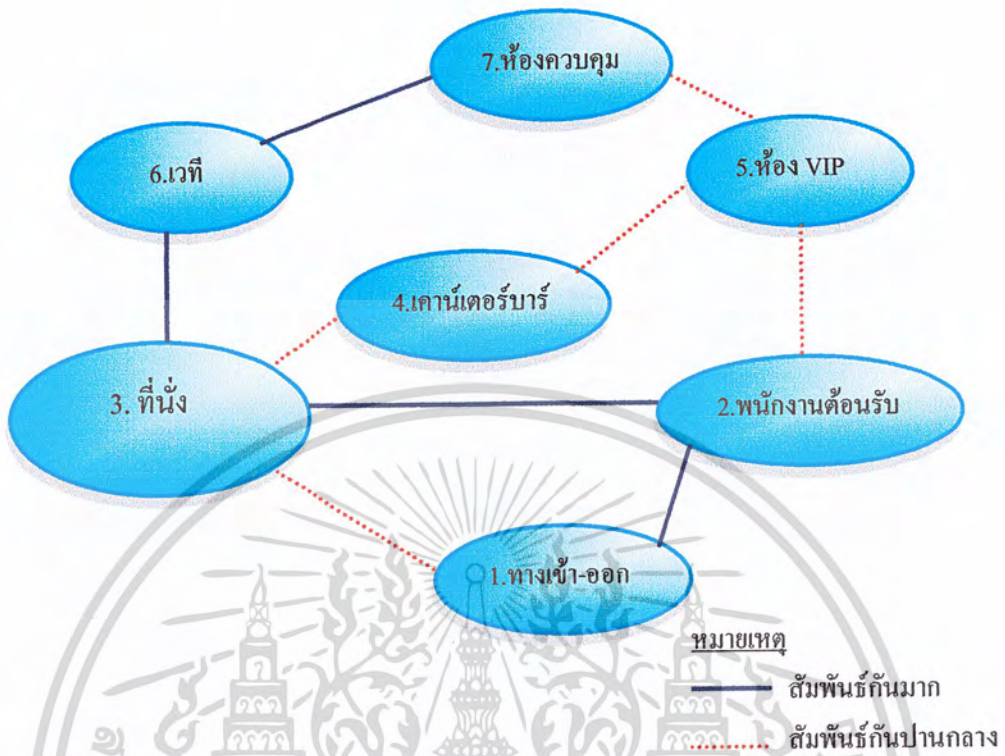 7.ห้องควบคุม
6.เวที
5.ห้อง VIP
4.เคาน์เตอร์บาร์
3. ที่นั่ง
2.พนักงานต้อนรับ
1.ทางเข้า-ออก
หมายเหตุ
สัมพันธ์กันมาก
สัมพันธ์กันปานกลาง